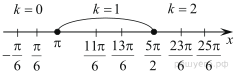 k = 0 k = 1 k = 2
-π/6 π/6 π 11π/6 13π/6 5π/2 23π/6 25π/6 x